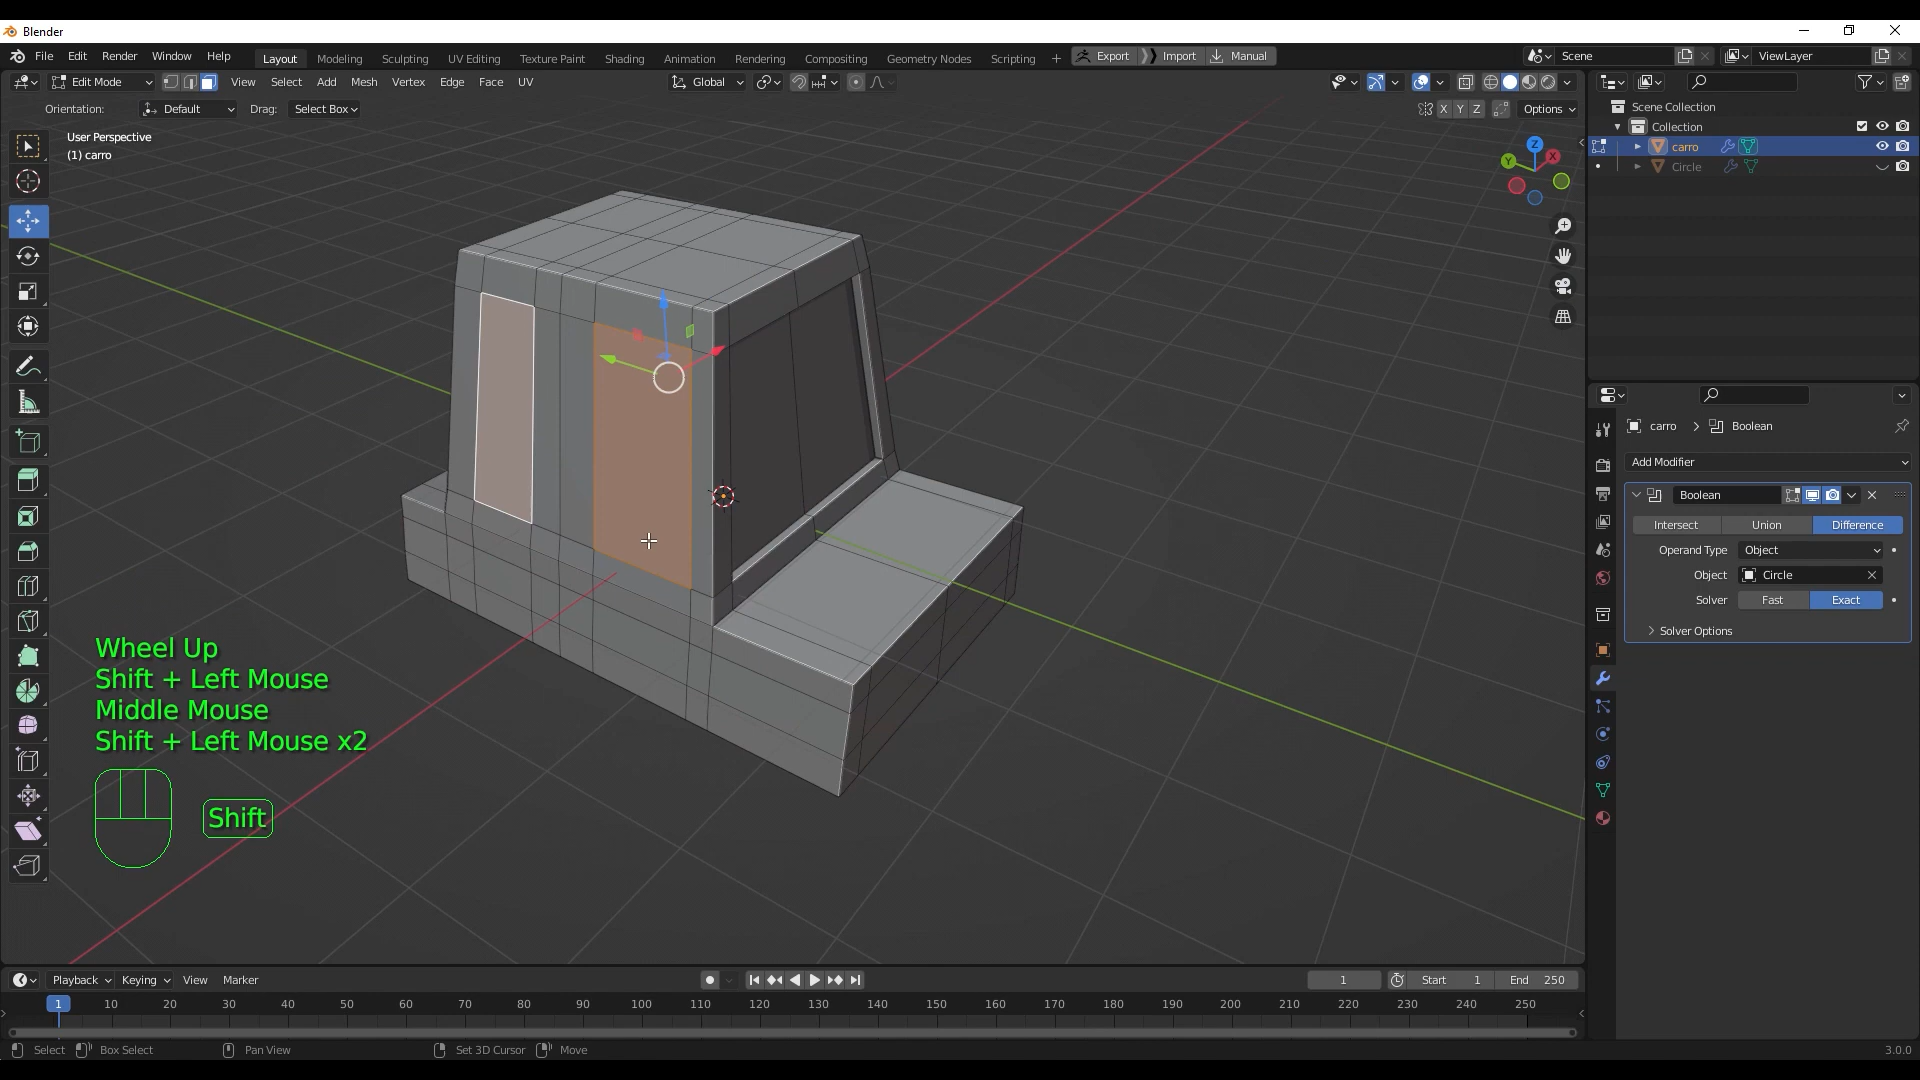 Blender
File Edit Render Window Help Layout Modeling Sculpting UV Editing Texture Paint Shading Animation Rendering Compositing Geometry Nodes Scripting + Export Import Manual Scene ViewLayer
Edit Mode View Select Add Mesh Vertex Edge Face UV Global
Orientation: Default Drag: Select Box X Y Z Options
User Perspective
(1) carro
Z
X
Y
Scene Collection
Collection
carro
Circle
carro > Boolean
Add Modifier
Boolean
Intersect Union Difference
Operand Type Object
Object Circle
Solver Fast Exact
Solver Options
Wheel Up
Shift + Left Mouse
Middle Mouse
Shift + Left Mouse x2
Shift
Playback Keying View Marker 1 Start 1 End 250
1 10 20 30 40 50 60 70 80 90 100 110 120 130 140 150 160 170 180 190 200 210 220 230 240 250
Select Box Select Pan View Set 3D Cursor Move 3.0.0